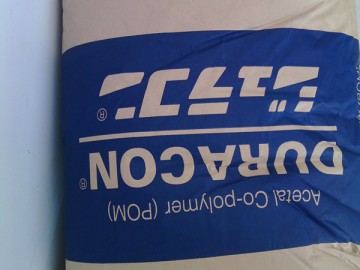 Acetal Co-polymer (POM)
DURACON®
ジュラコン®